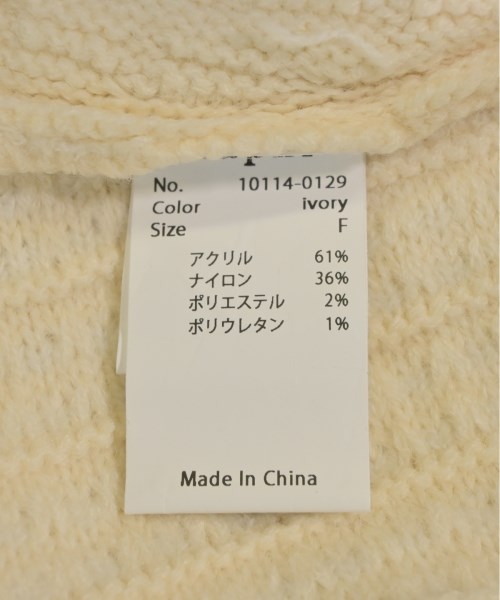 No. 10114-0129
Color ivory
Size F
アクリル 61%
ナイロン 36%
ポリエステル 2%
ポリウレタン 1%
Made In China